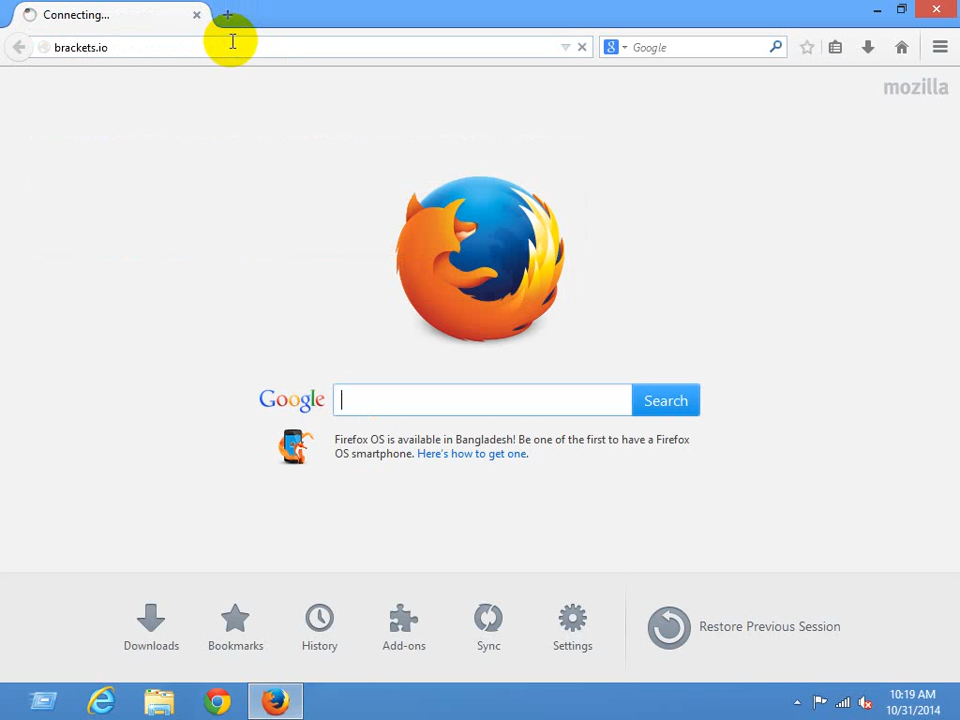 Connecting...
brackets.io
Google
mozilla
Google
Search
Firefox OS is available in Bangladesh! Be one of the first to have a Firefox
OS smartphone. Here's how to get one.
Downloads
Bookmarks
History
Add-ons
Sync
Settings
Restore Previous Session
10:19 AM
10/31/2014